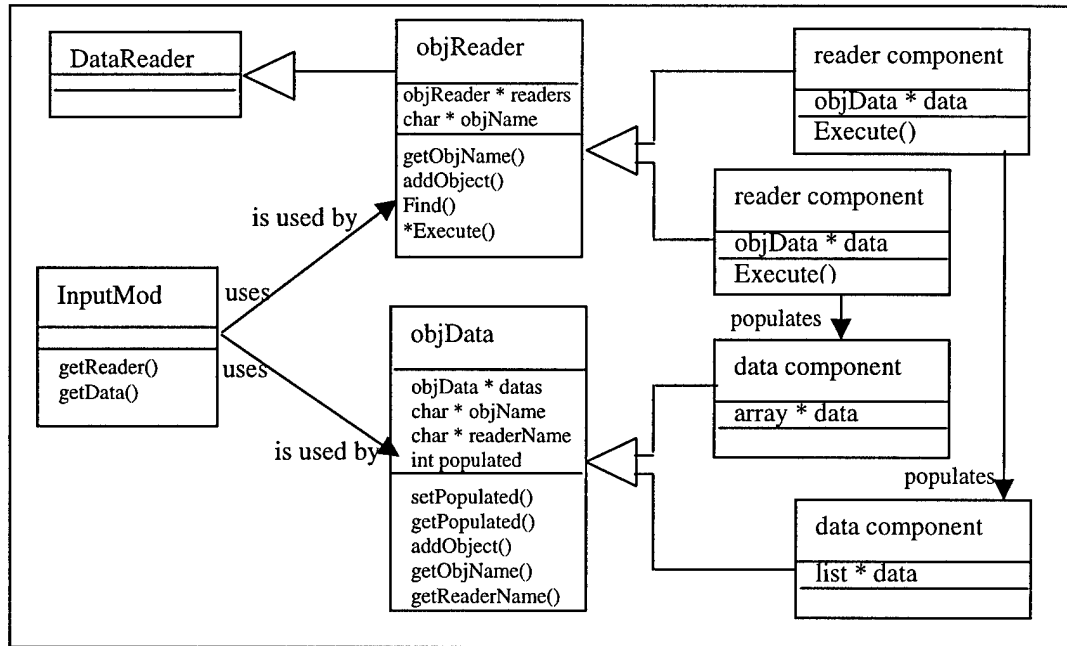 DataReader
objReader
objReader * readers
char * objName
getObjName()
addObject()
Find()
*Execute()
reader component
objData * data
Execute()
reader component
objData * data
Execute()
is used by
uses
InputMod
getReader()
getData()
uses
is used by
objData
objData * datas
char * objName
char * readerName
int populated
setPopulated()
getPopulated()
addObject()
getObjName()
getReaderName()
populates
data component
array * data
populates
data component
list * data